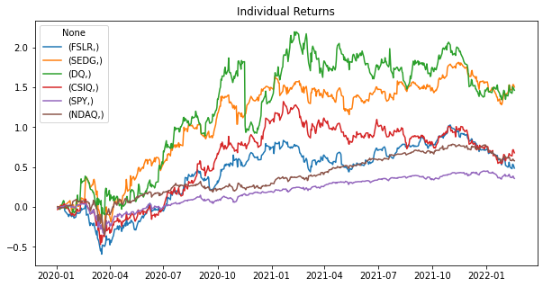 Individual Returns
None
(FSLR,)
(SEDG,)
(DQ,)
(CSIQ,)
(SPY,)
(NDAQ,)
2.0
1.5
1.0
0.5
0.0
−0.5
2020-01 2020-04 2020-07 2020-10 2021-01 2021-04 2021-07 2021-10 2022-01